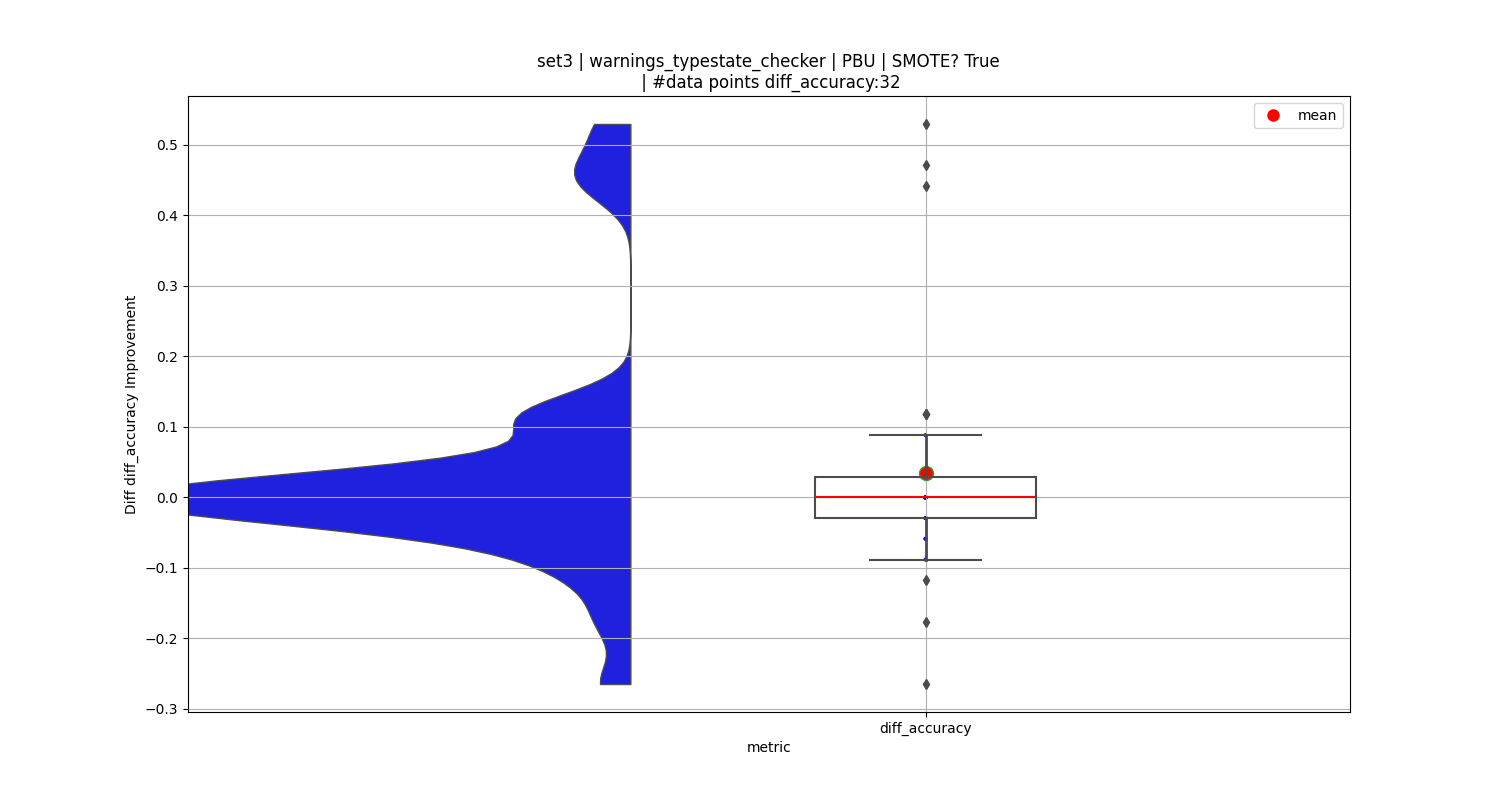 set3 | warnings_typestate_checker | PBU | SMOTE? True
| #data points diff_accuracy:32
mean
0.5
0.4
0.3
0.2
0.1
0.0
−0.1
−0.2
−0.3
Diff diff_accuracy Improvement
diff_accuracy
metric